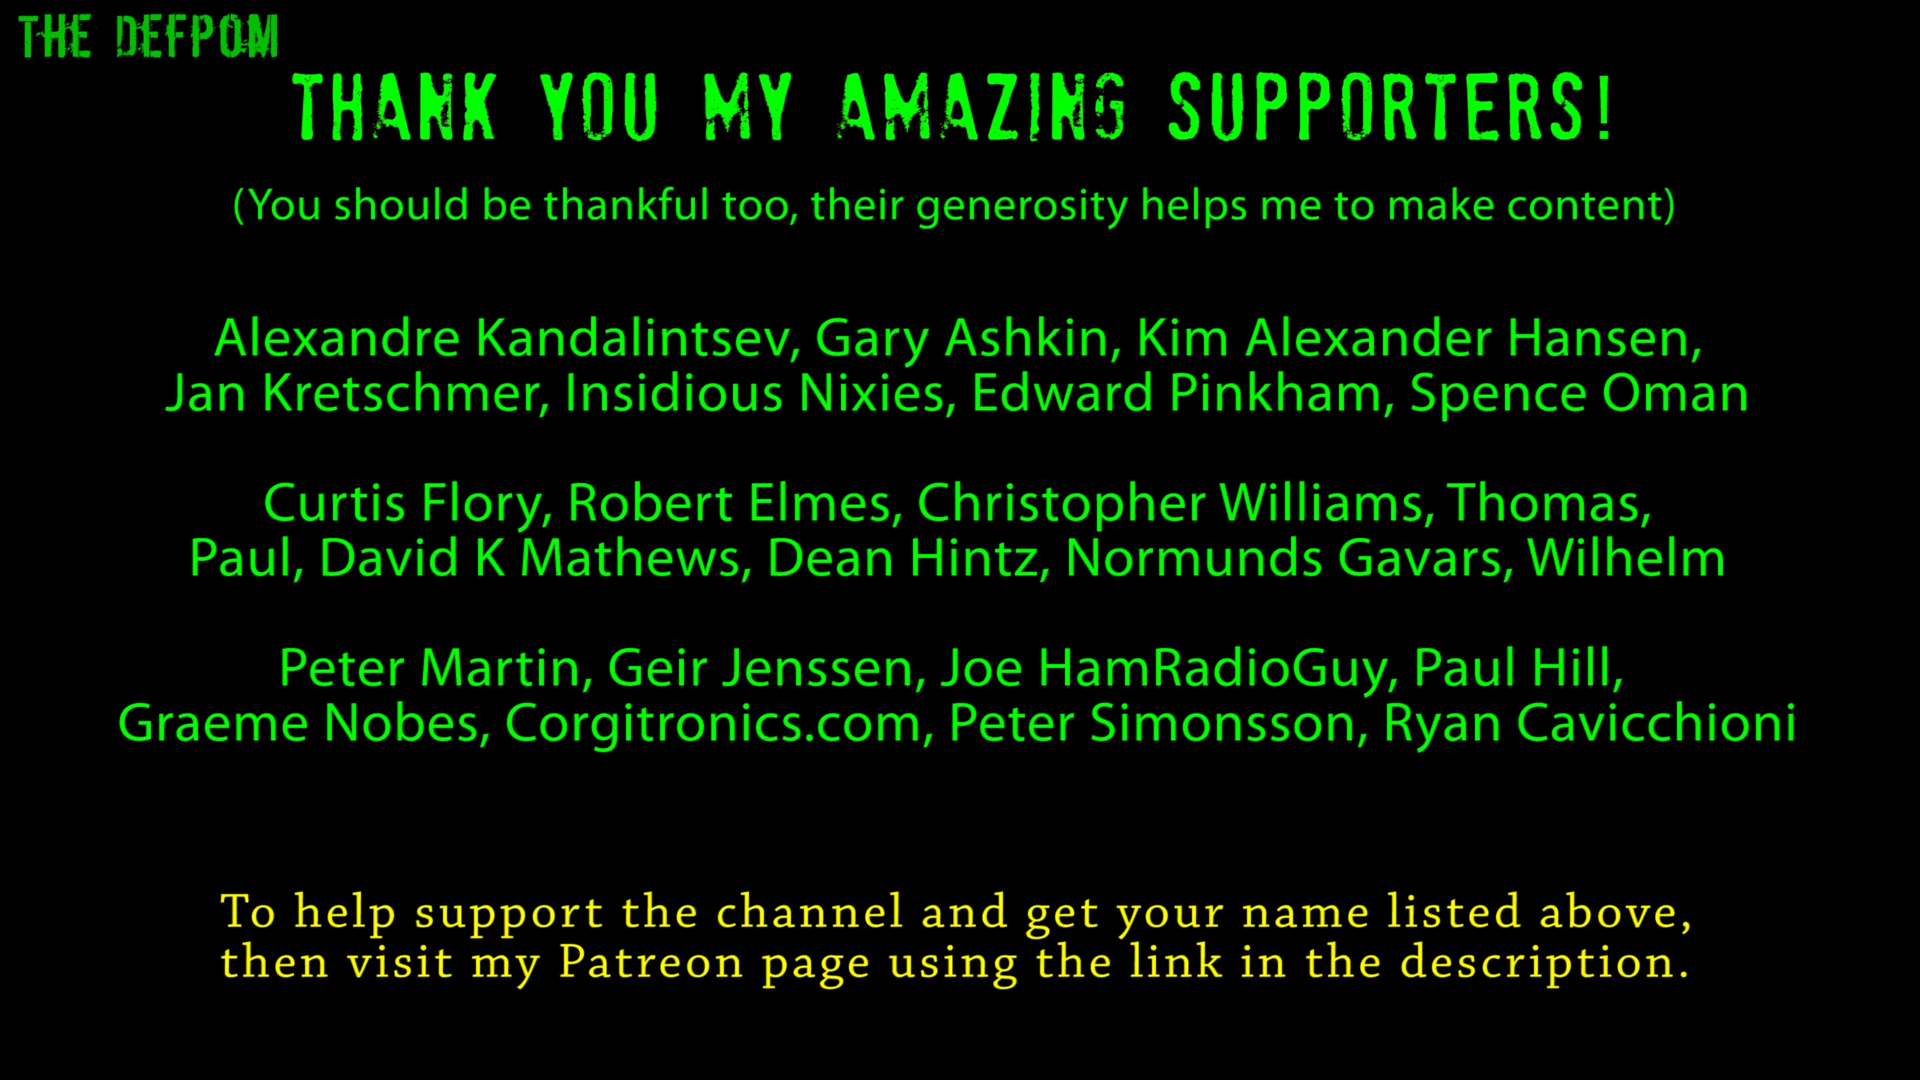 THE DEFPOM
THANK YOU MY AMAZING SUPPORTERS!
(You should be thankful too, their generosity helps me to make content)
Alexandre Kandalintsev, Gary Ashkin, Kim Alexander Hansen,
Jan Kretschmer, Insidious Nixies, Edward Pinkham, Spence Oman
Curtis Flory, Robert Elmes, Christopher Williams, Thomas,
Paul, David K Mathews, Dean Hintz, Normunds Gavars, Wilhelm
Peter Martin, Geir Jenssen, Joe HamRadioGuy, Paul Hill,
Graeme Nobes, Corgitronics.com, Peter Simonsson, Ryan Cavicchioni
To help support the channel and get your name listed above,
then visit my Patreon page using the link in the description.